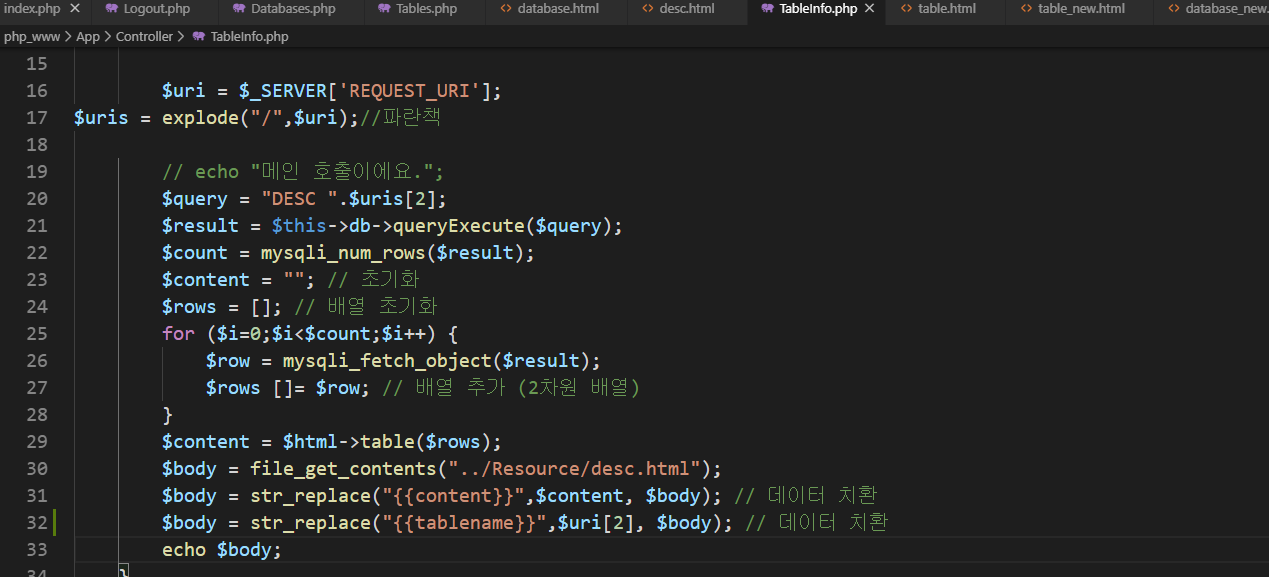 index.php ✕ Logout.php Databases.php Tables.php <> database.html <> desc.html TableInfo.php ✕ <> table.html <> table_new.html <> database_new.
php_www > App > Controller > TableInfo.php
15
16 $uri = $_SERVER['REQUEST_URI'];
17 $uris = explode("/",$uri);//파란책
18
19 // echo "메인 호출이에요.";
20 $query = "DESC ".$uris[2];
21 $result = $this->db->queryExecute($query);
22 $count = mysqli_num_rows($result);
23 $content = ""; // 초기화
24 $rows = []; // 배열 초기화
25 for ($i=0;$i<$count;$i++) {
26 $row = mysqli_fetch_object($result);
27 $rows []= $row; // 배열 추가 (2차원 배열)
28 }
29 $content = $html->table($rows);
30 $body = file_get_contents("../Resource/desc.html");
31 $body = str_replace("{{content}}",$content, $body); // 데이터 치환
32 $body = str_replace("{{tablename}}",$uri[2], $body); // 데이터 치환
33 echo $body;
34 }